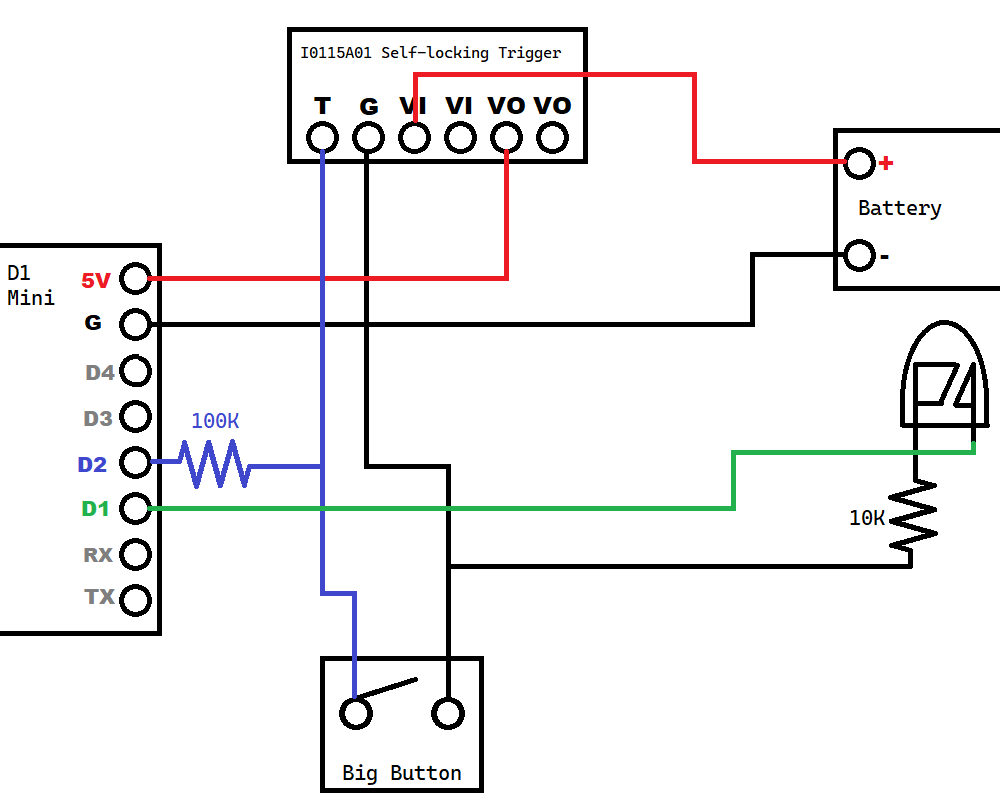 I0115A01 Self-locking Trigger
T G VI VI VO VO
+
Battery
-
D1
Mini
5V
G
D4
D3
100K
D2
D1
10K
RX
TX
Big Button